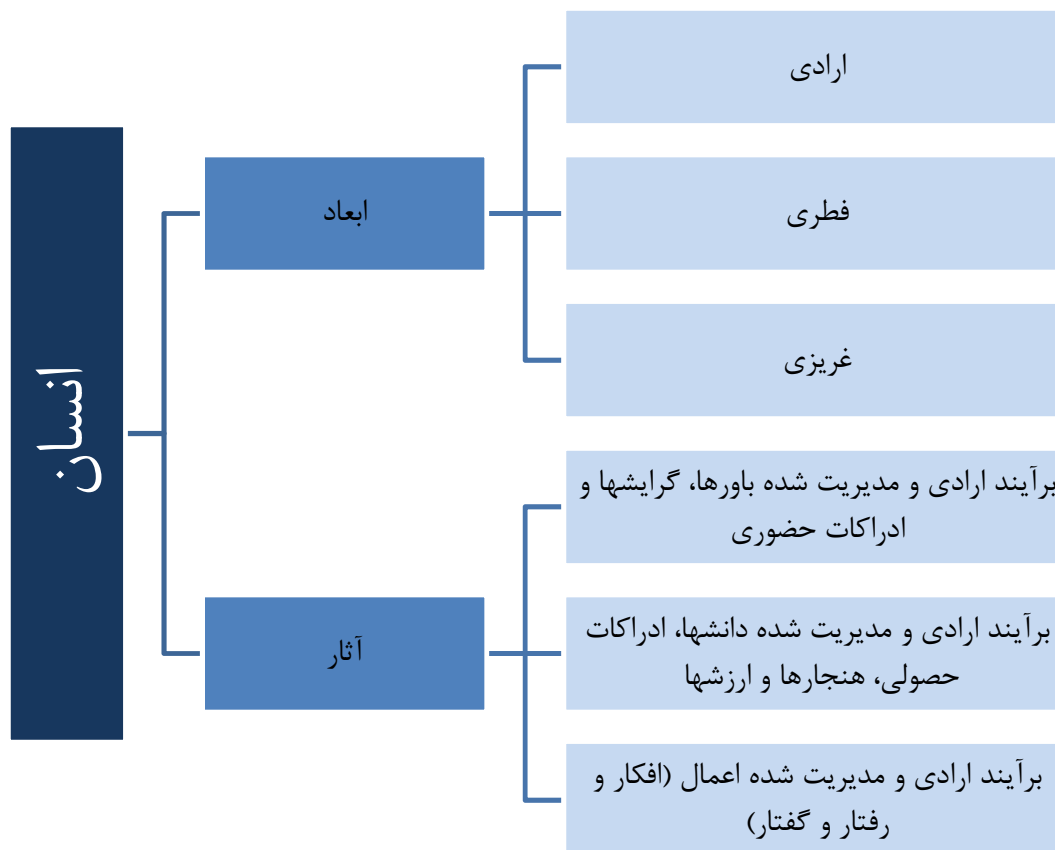 انسان
ابعاد
ارادی
فطری
غریزی
آثار
برآیند ارادی و مدیریت شده باورها، گرایشها و
ادراکات حضوری
برآیند ارادی و مدیریت شده دانشها، ادراکات
حصولی، هنجارها و ارزشها
برآیند ارادی و مدیریت شده اعمال (افکار و
رفتار و گفتار)